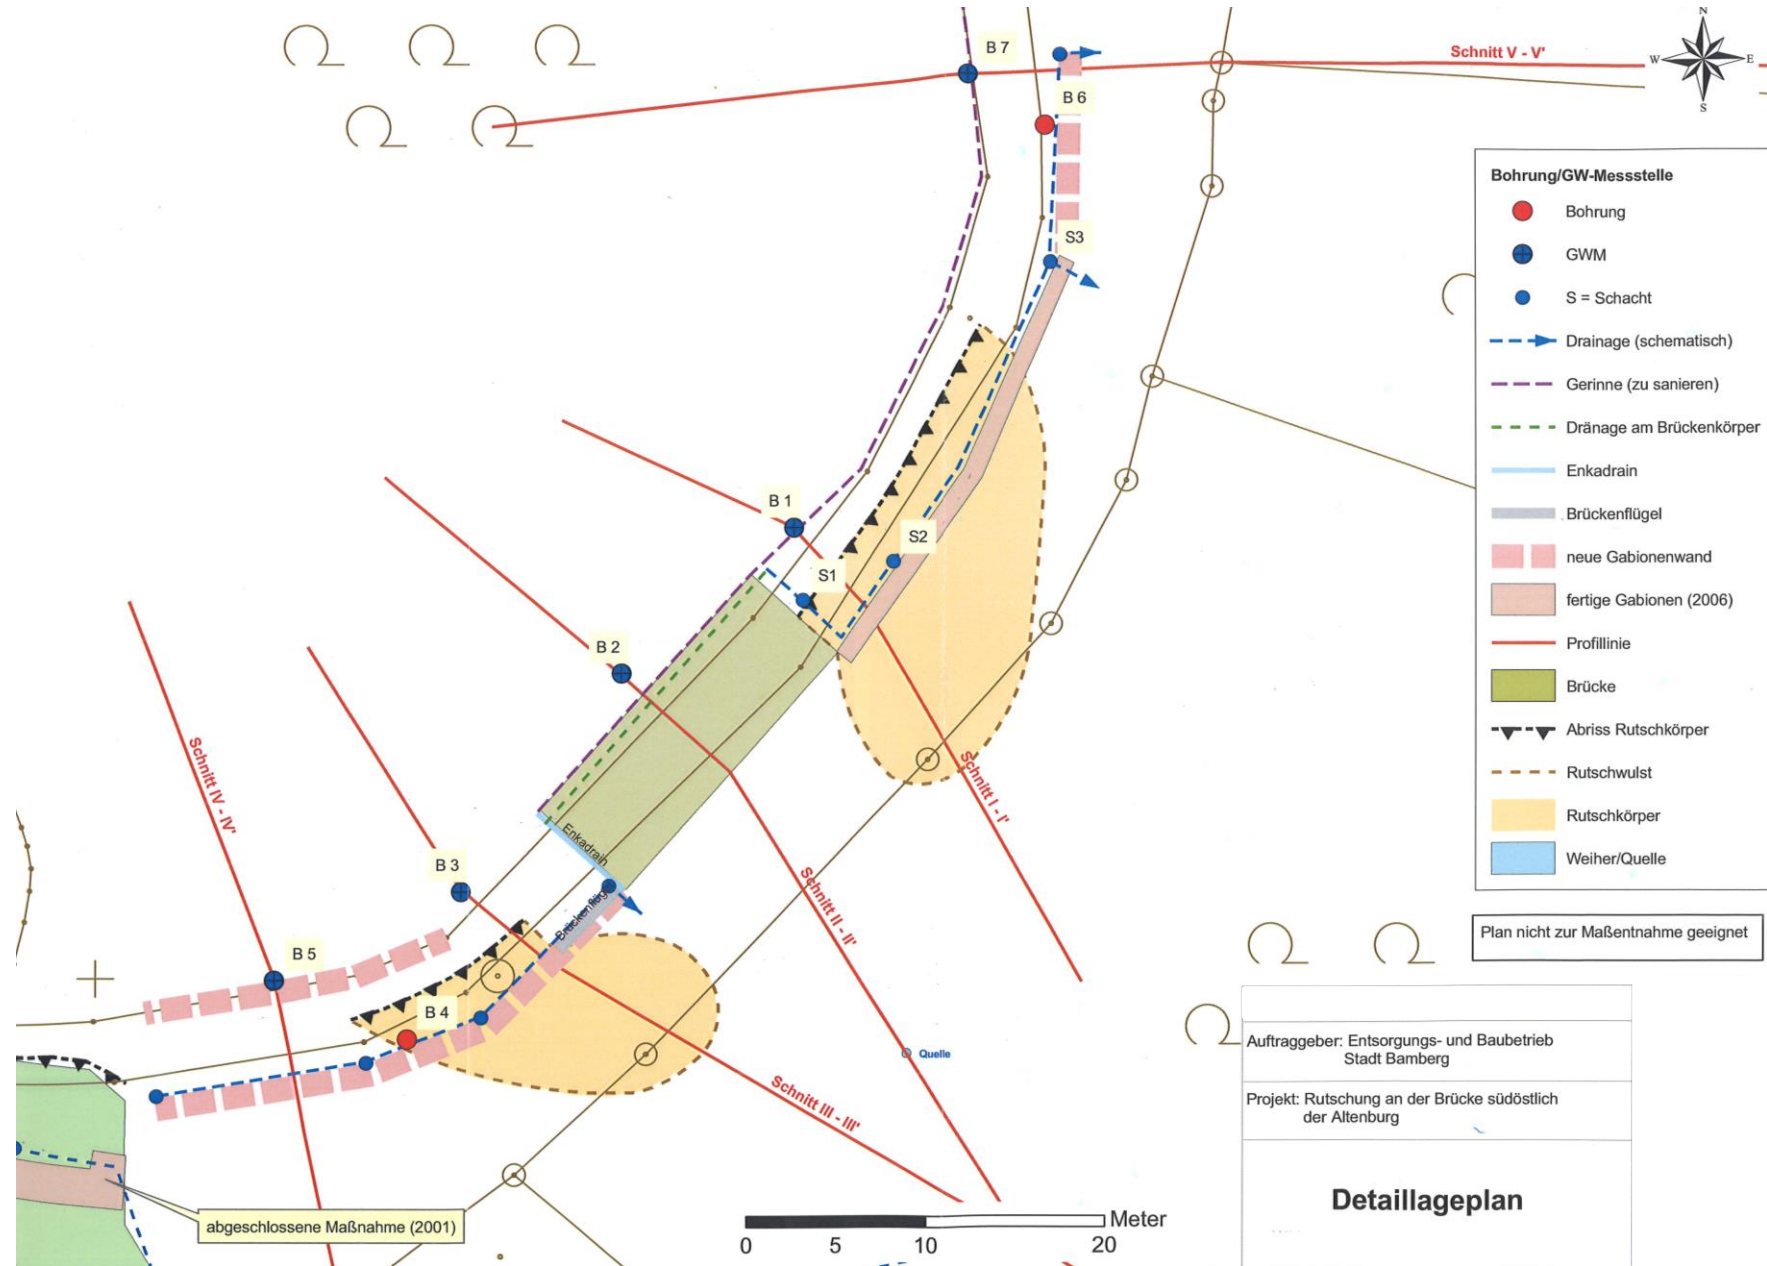 B 7
Schnitt V - V'
N
W
E
S
B 6
S3
Bohrung/GW-Messstelle
Bohrung
GWM
S = Schacht
Drainage (schematisch)
Gerinne (zu sanieren)
Dränage am Brückenkörper
Enkadrain
Brückenflügel
neue Gabionenwand
fertige Gabionen (2006)
Profillinie
Brücke
Abriss Rutschkörper
Rutschwulst
Rutschkörper
Weiher/Quelle
B 1
S2
S1
B 2
Schnitt IV - IV'
Schnitt I - I'
Enkadrain
B 3
Schnitt II - II'
B 5
B 4
Quelle
Schnitt III - III'
Plan nicht zur Maßentnahme geeignet
Auftraggeber: Entsorgungs- und Baubetrieb
Stadt Bamberg
Projekt: Rutschung an der Brücke südöstlich
der Altenburg
Detaillageplan
abgeschlossene Maßnahme (2001)
Meter
0 5 10 20